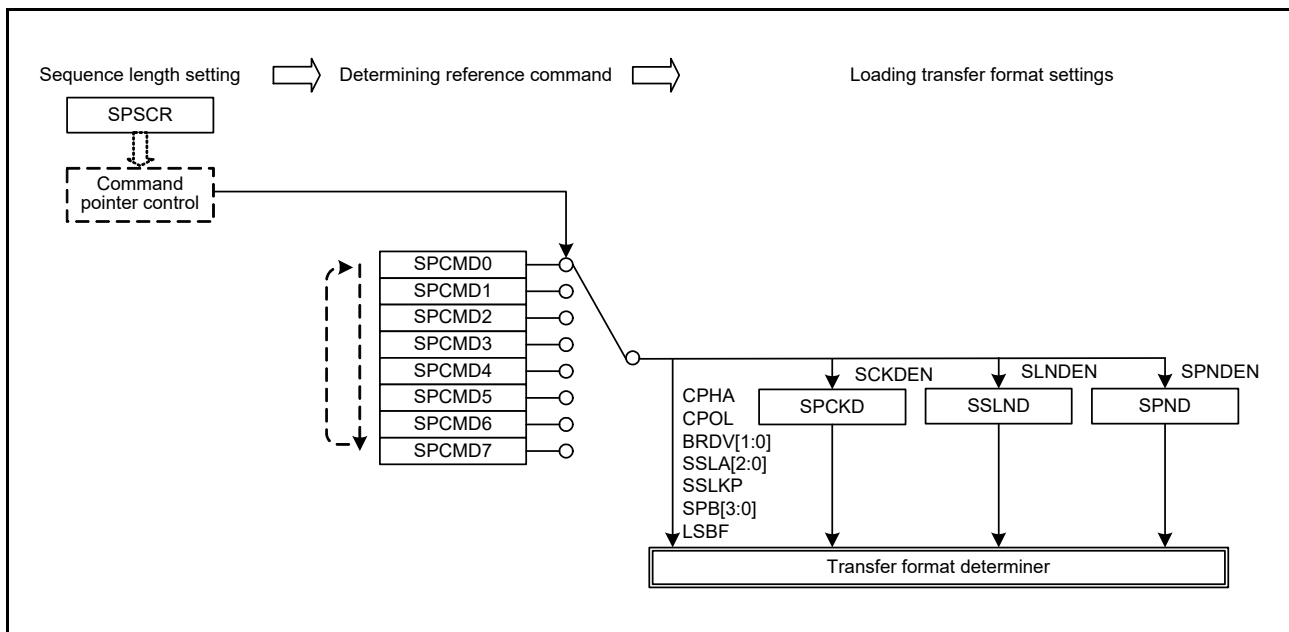 Sequence length setting
Determining reference command
Loading transfer format settings
SPSCR
Command
pointer control
SPCMD0
SPCMD1
SPCMD2
SPCMD3
SPCMD4
SPCMD5
SPCMD6
SPCMD7
CPHA
CPOL
BRDV[1:0]
SSLA[2:0]
SSLKP
SPB[3:0]
LSBF
SCKDEN
SPCKD
SLNDEN
SSLND
SPNDEN
SPND
Transfer format determiner